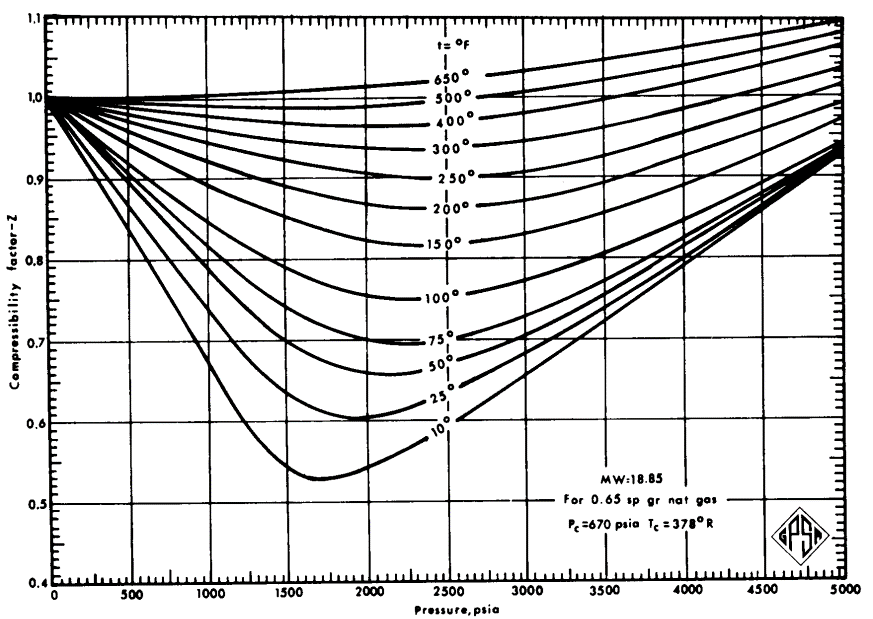 1.1
t= °F
650°
1.0
500°
400°
300°
250°
0.9
200°
150°
0.8
100°
0.7
75°
50°
25°
0.6
10°
Compressibility factor-Z
MW:18.85
For 0.65 sp gr nat gas
0.5
Pc=670 psia Tc=378°R
GPSA
0.4
0 500 1000 1500 2000 2500 3000 3500 4000 4500 5000
Pressure, psia